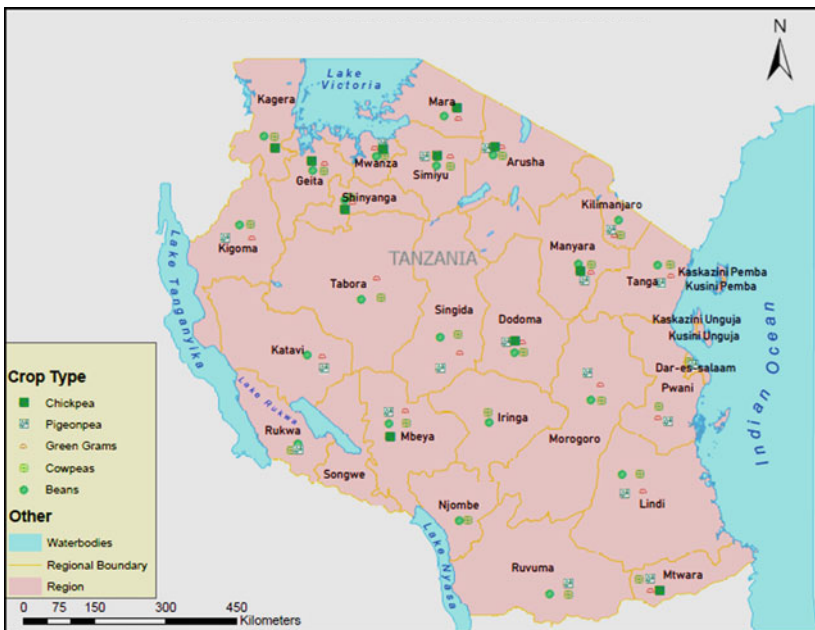 N
Lake
Victoria
Kagera
Mara
Mwanza
Simiyu
Arusha
Geita
Shinyanga
Kilimanjaro
Kigoma
TANZANIA
Manyara
Tabora
Tanga
Kaskazini Pemba
Kusini Pemba
Singida
Dodoma
Kaskazini Unguja
Kusini Unguja
Katavi
Dar-es-salaam
Pwani
Lake Tanganyika
Lake Rukwa
Rukwa
Mbeya
Iringa
Morogoro
Songwe
Njombe
Lindi
Lake Nyasa
Ruvuma
Mtwara
Indian Ocean
Crop Type
Chickpea
Pigeonpea
Green Grams
Cowpeas
Beans
Other
Waterbodies
Regional Boundary
Region
0 75 150 300 450
Kilometers